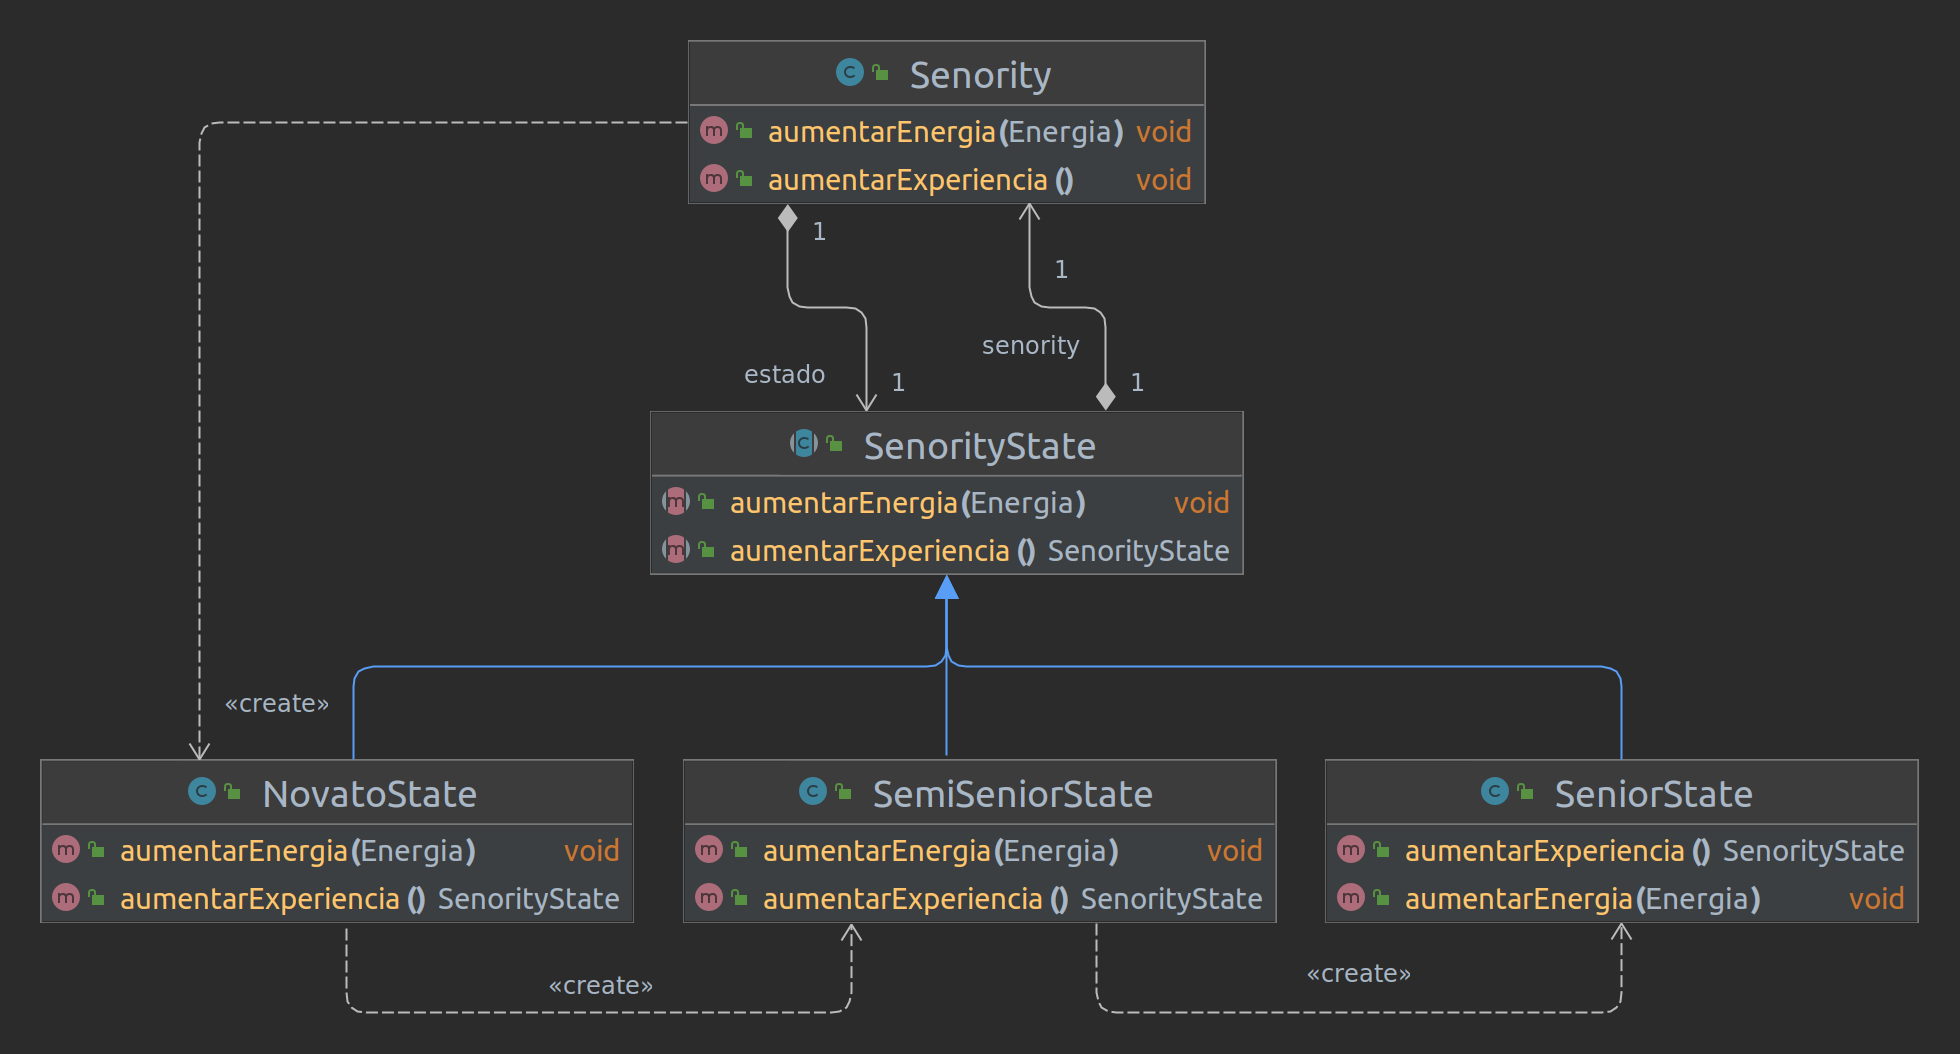 Senority
aumentarEnergia(Energia) void
aumentarExperiencia () void
1
1
senority
estado
1
1
SenorityState
aumentarEnergia(Energia) void
aumentarExperiencia () SenorityState
«create»
NovatoState
aumentarEnergia(Energia) void
aumentarExperiencia () SenorityState
SemiSeniorState
aumentarEnergia(Energia) void
aumentarExperiencia () SenorityState
SeniorState
aumentarExperiencia () SenorityState
aumentarEnergia(Energia) void
«create»
«create»